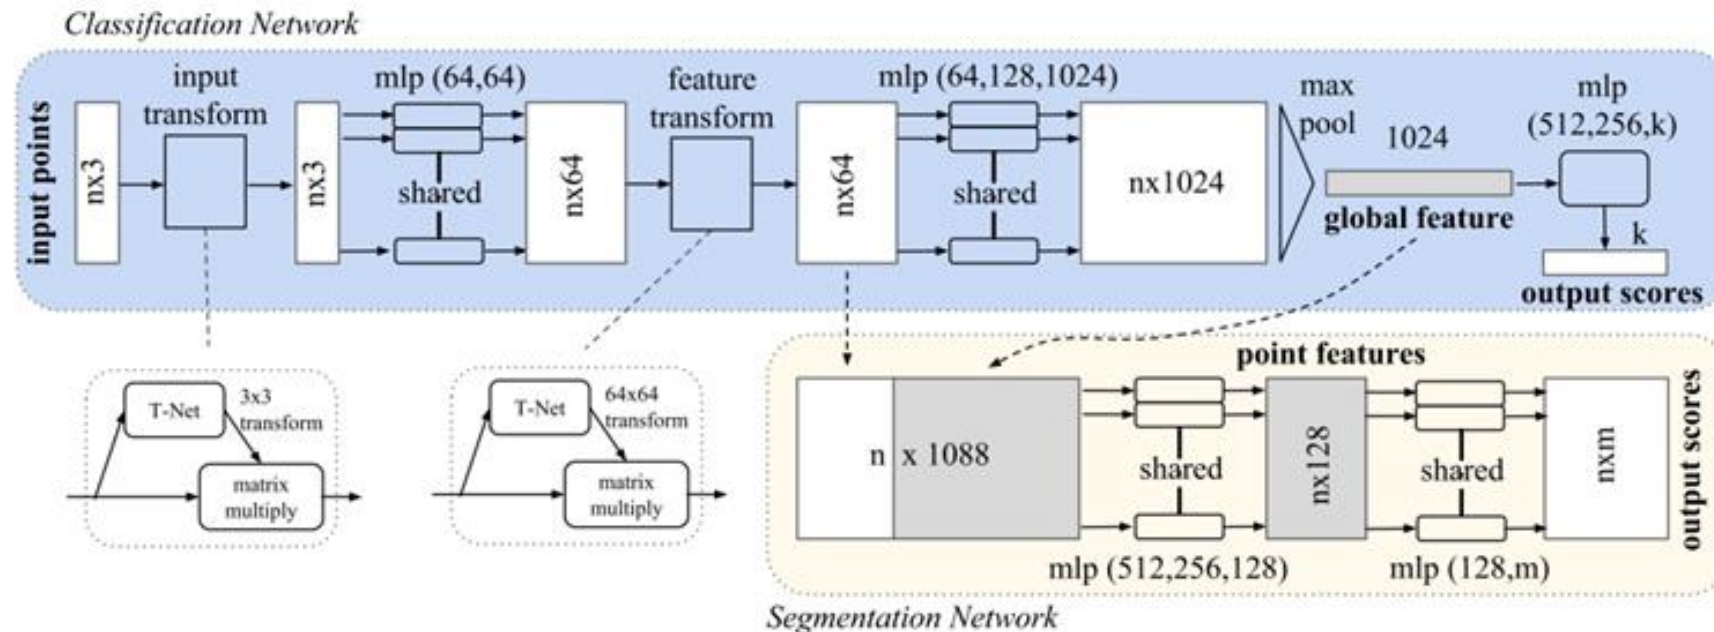 Classification Network
input points
nx3
input
transform
nx3
mlp (64,64)
shared
nx64
feature
transform
nx64
mlp (64,128,1024)
shared
nx1024
max
pool
1024
global feature
mlp
(512,256,k)
k
output scores
T-Net
3x3
transform
matrix
multiply
T-Net
64x64
transform
matrix
multiply
point features
n x 1088
shared
mlp (512,256,128)
nx128
shared
mlp (128,m)
nxm
output scores
Segmentation Network